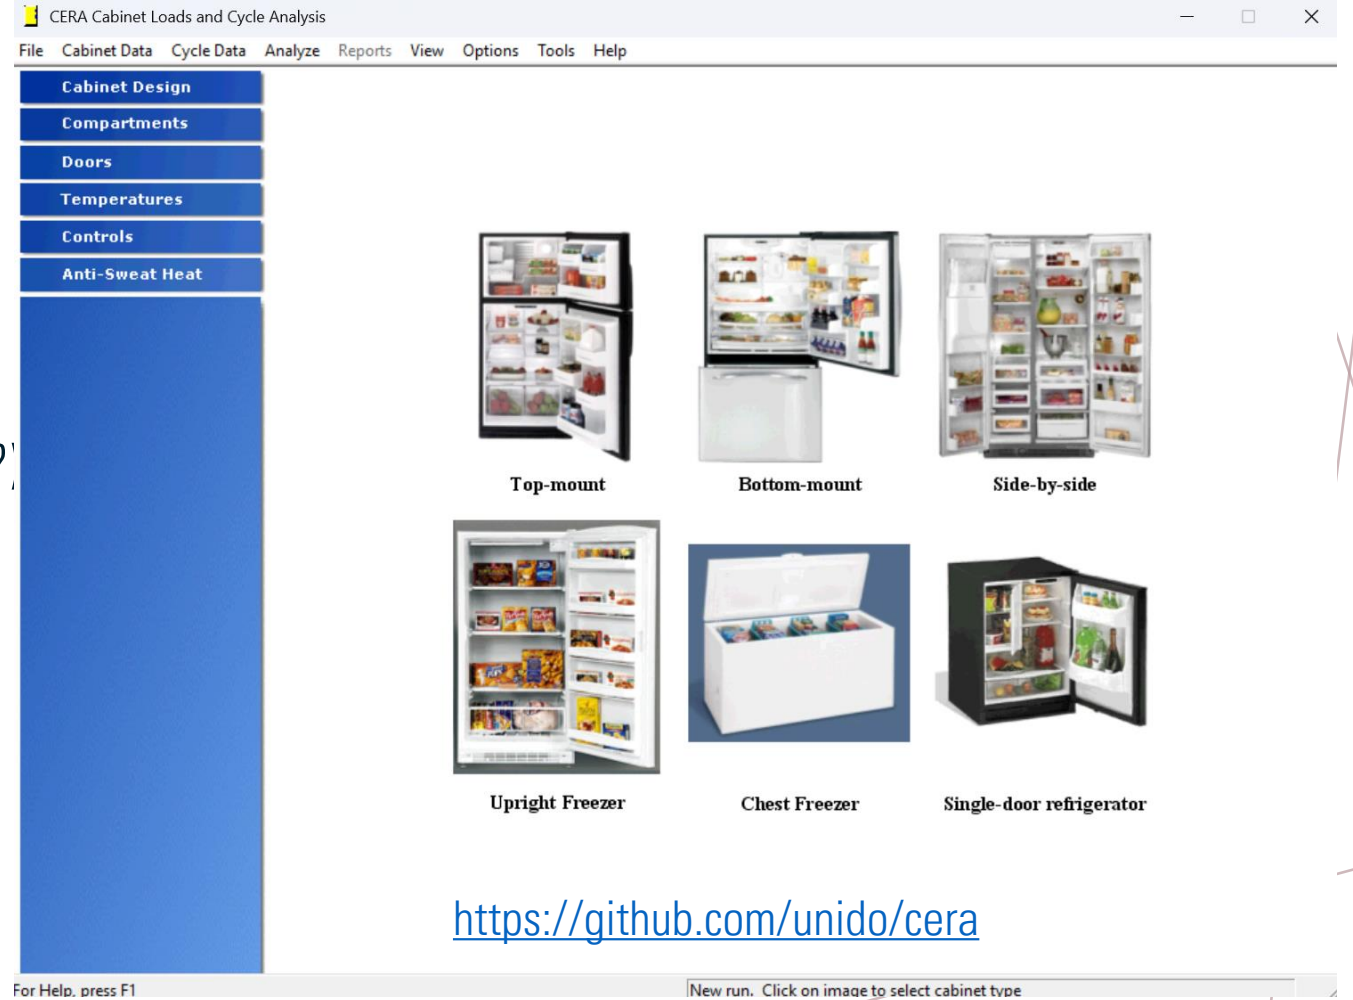 CERA Cabinet Loads and Cycle Analysis
File Cabinet Data Cycle Data Analyze Reports View Options Tools Help
Cabinet Design
Compartments
Doors
Temperatures
Controls
Anti-Sweat Heat
Top-mount Bottom-mount Side-by-side
Upright Freezer Chest Freezer Single-door refrigerator
https://github.com/unido/cera
For Help, press F1 New run. Click on image to select cabinet type